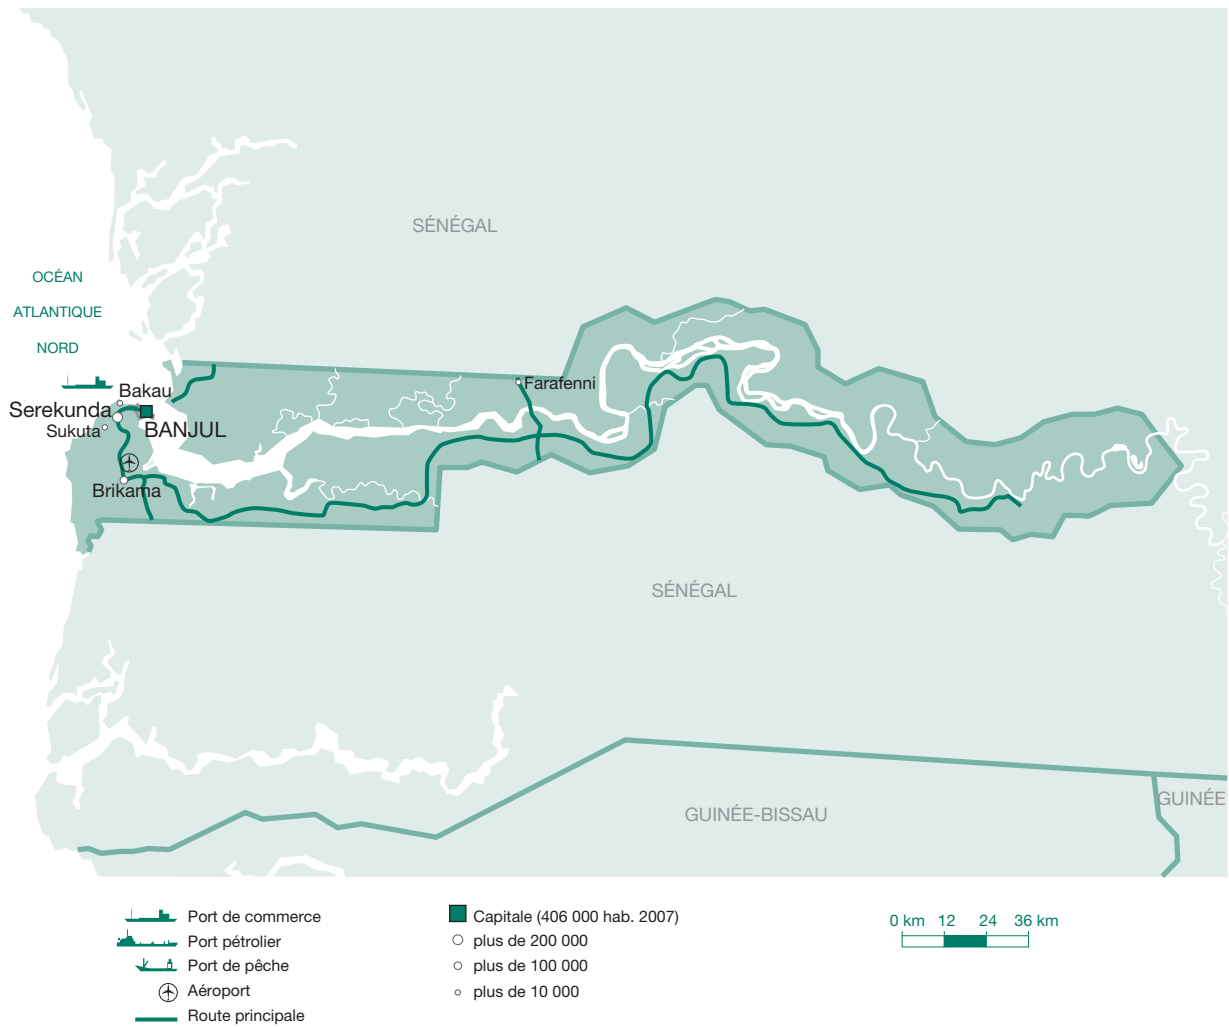 SÉNÉGAL
OCÉAN
ATLANTIQUE
NORD
Bakau
Farafenni
Serekunda
Sukuta
BANJUL
Brikama
SÉNÉGAL
GUINÉE
GUINÉE-BISSAU
Port de commerce
Port pétrolier
Port de pêche
Aéroport
Route principale
Capitale (406 000 hab. 2007)
plus de 200 000
plus de 100 000
plus de 10 000
0 km 12 24 36 km